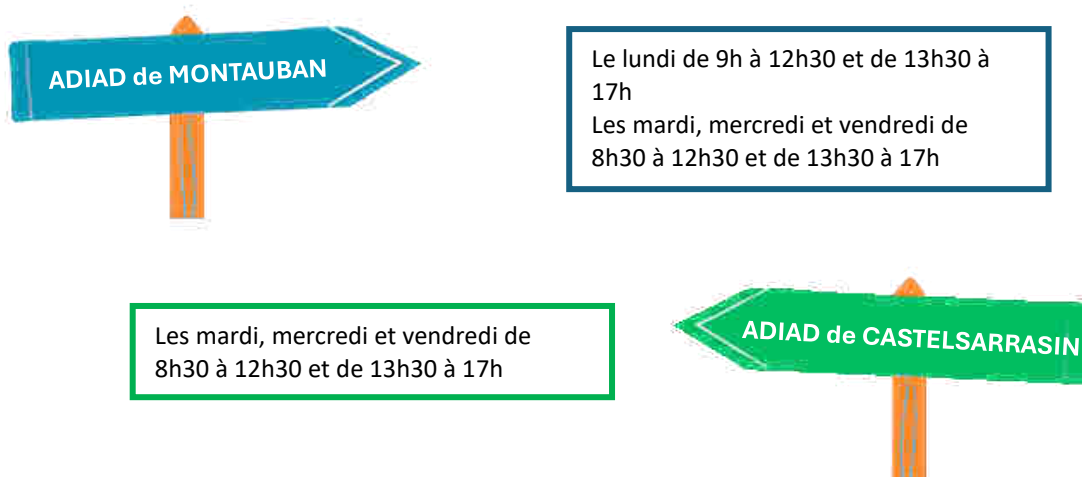 ADIAD de MONTAUBAN
Le lundi de 9h à 12h30 et de 13h30 à
17h
Les mardi, mercredi et vendredi de
8h30 à 12h30 et de 13h30 à 17h
Les mardi, mercredi et vendredi de
8h30 à 12h30 et de 13h30 à 17h
ADIAD de CASTELSARRASIN